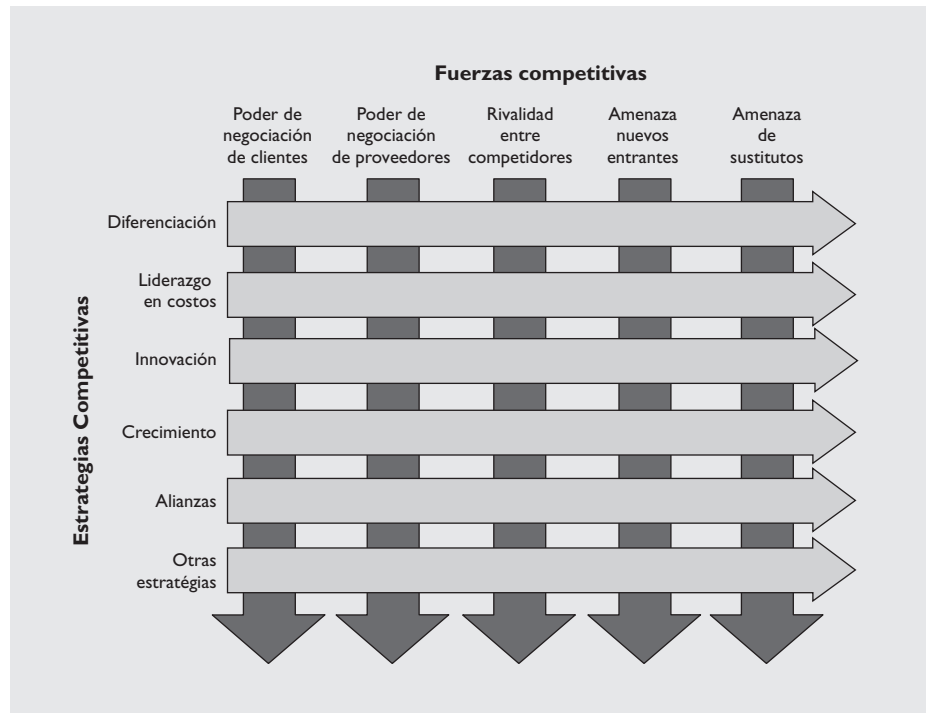 Fuerzas competitivas
Poder de
negociación
de clientes
Poder de
negociación
de proveedores
Rivalidad
entre
competidores
Amenaza
nuevos
entrantes
Amenaza
de
sustitutos
Estrategias Competitivas
Diferenciación
Liderazgo
en costos
Innovación
Crecimiento
Alianzas
Otras
estratégias